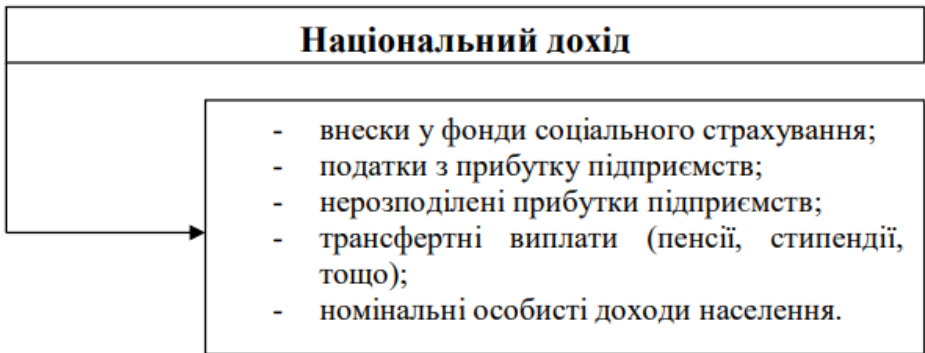 Національний дохід
- внески у фонди соціального страхування;
- податки з прибутку підприємств;
- нерозподілені прибутки підприємств;
- трансфертні виплати (пенсії, стипендії,
тощо);
- номінальні особисті доходи населення.